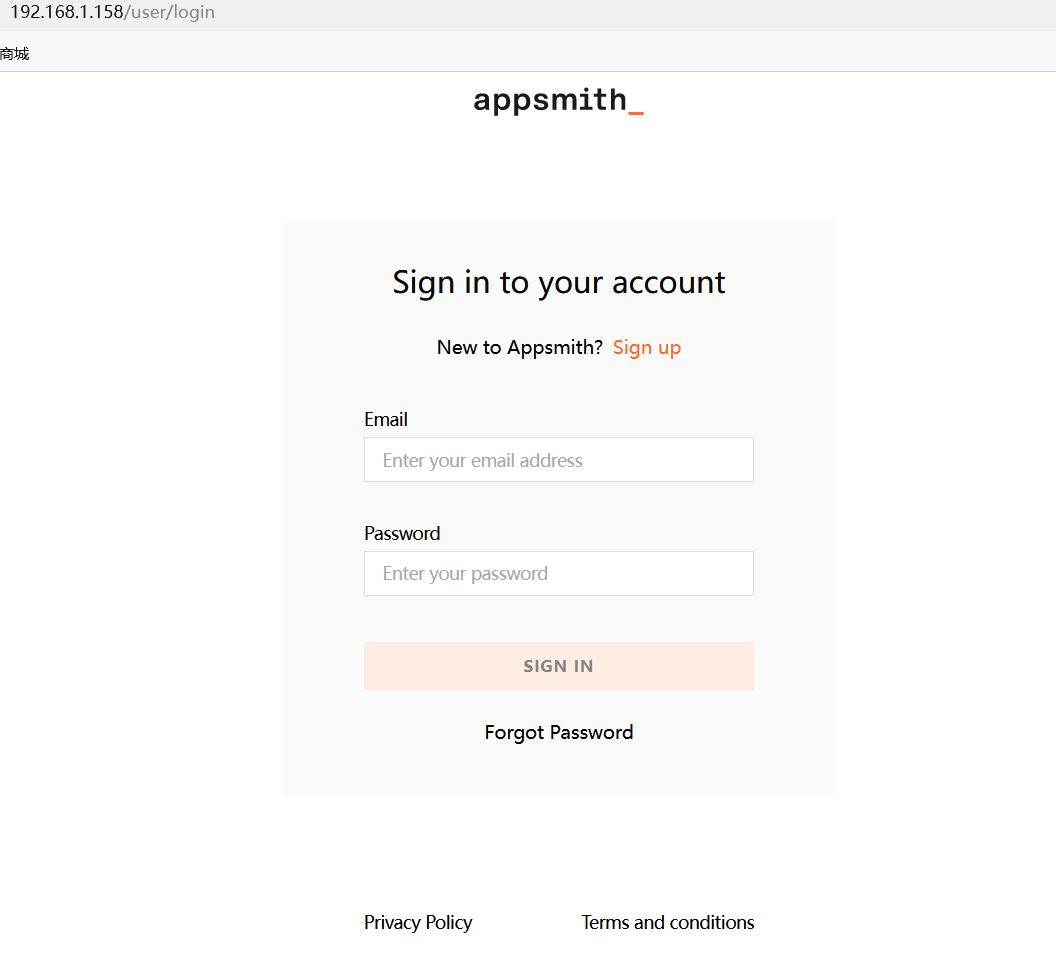 192.168.1.158/user/login
商城
appsmith_
Sign in to your account
New to Appsmith? Sign up
Email
Enter your email address
Password
Enter your password
SIGN IN
Forgot Password
Privacy Policy Terms and conditions